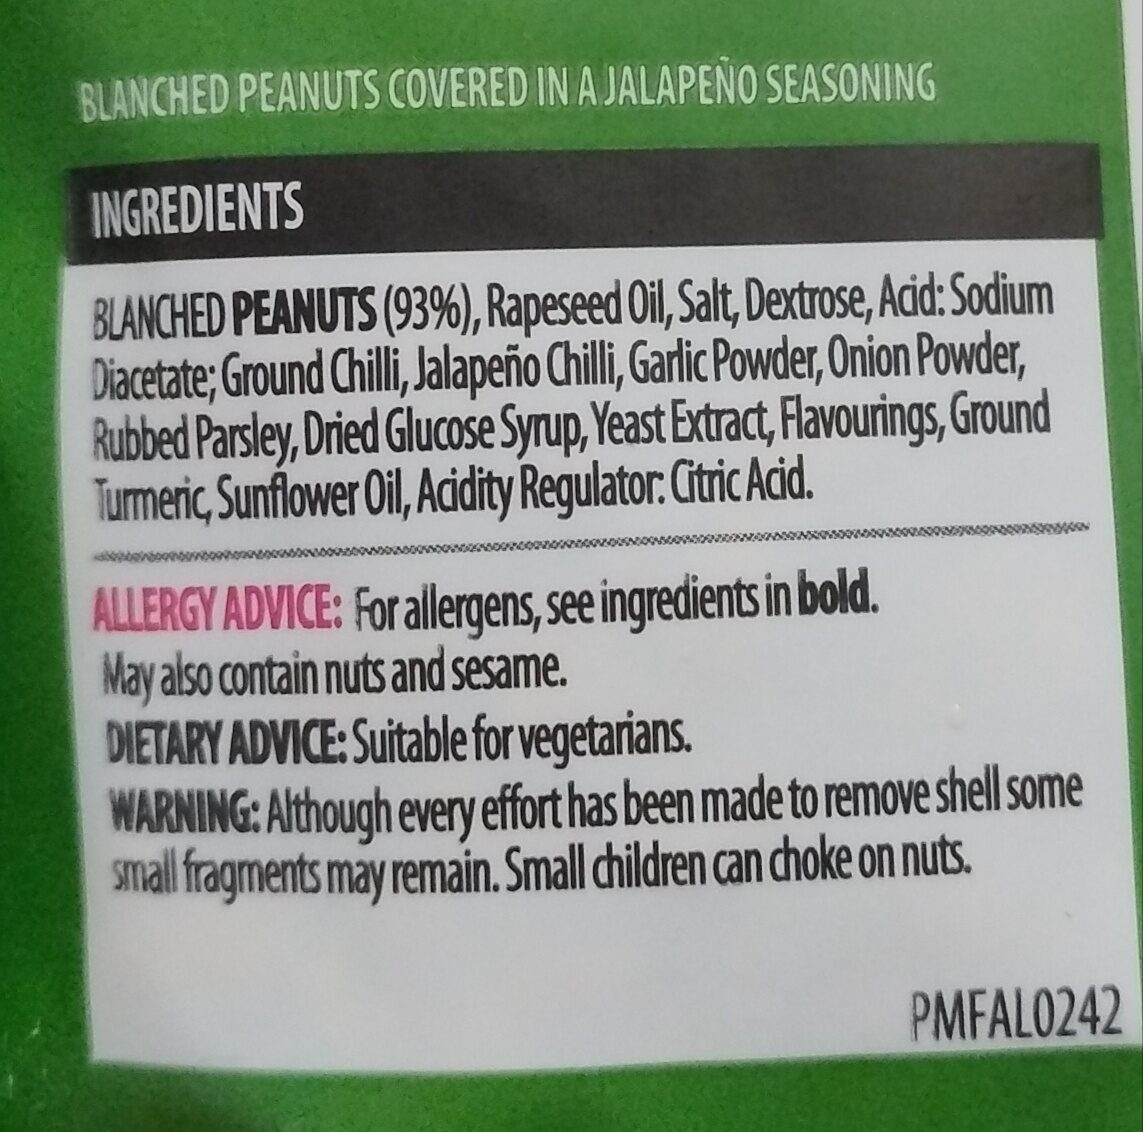 BLANCHED PEANUTS COVERED IN A JALAPEÑO SEASONING
INGREDIENTS
BLANCHED PEANUTS (93%), Rapeseed Oil, Salt, Dextrose, Acid: Sodium
Diacetate; Ground Chilli, Jalapeño Chilli, Garlic Powder, Onion Powder,
Rubbed Parsley, Dried Glucose Syrup, Yeast Extract, Flavourings, Ground
Turmeric, Sunflower Oil, Acidity Regulator: Citric Acid.
ALLERGY ADVICE: For allergens, see ingredients in bold.
May also contain nuts and sesame.
DIETARY ADVICE: Suitable for vegetarians.
WARNING: Although every effort has been made to remove shell some
small fragments may remain. Small children can choke on nuts.
PMFAL0242